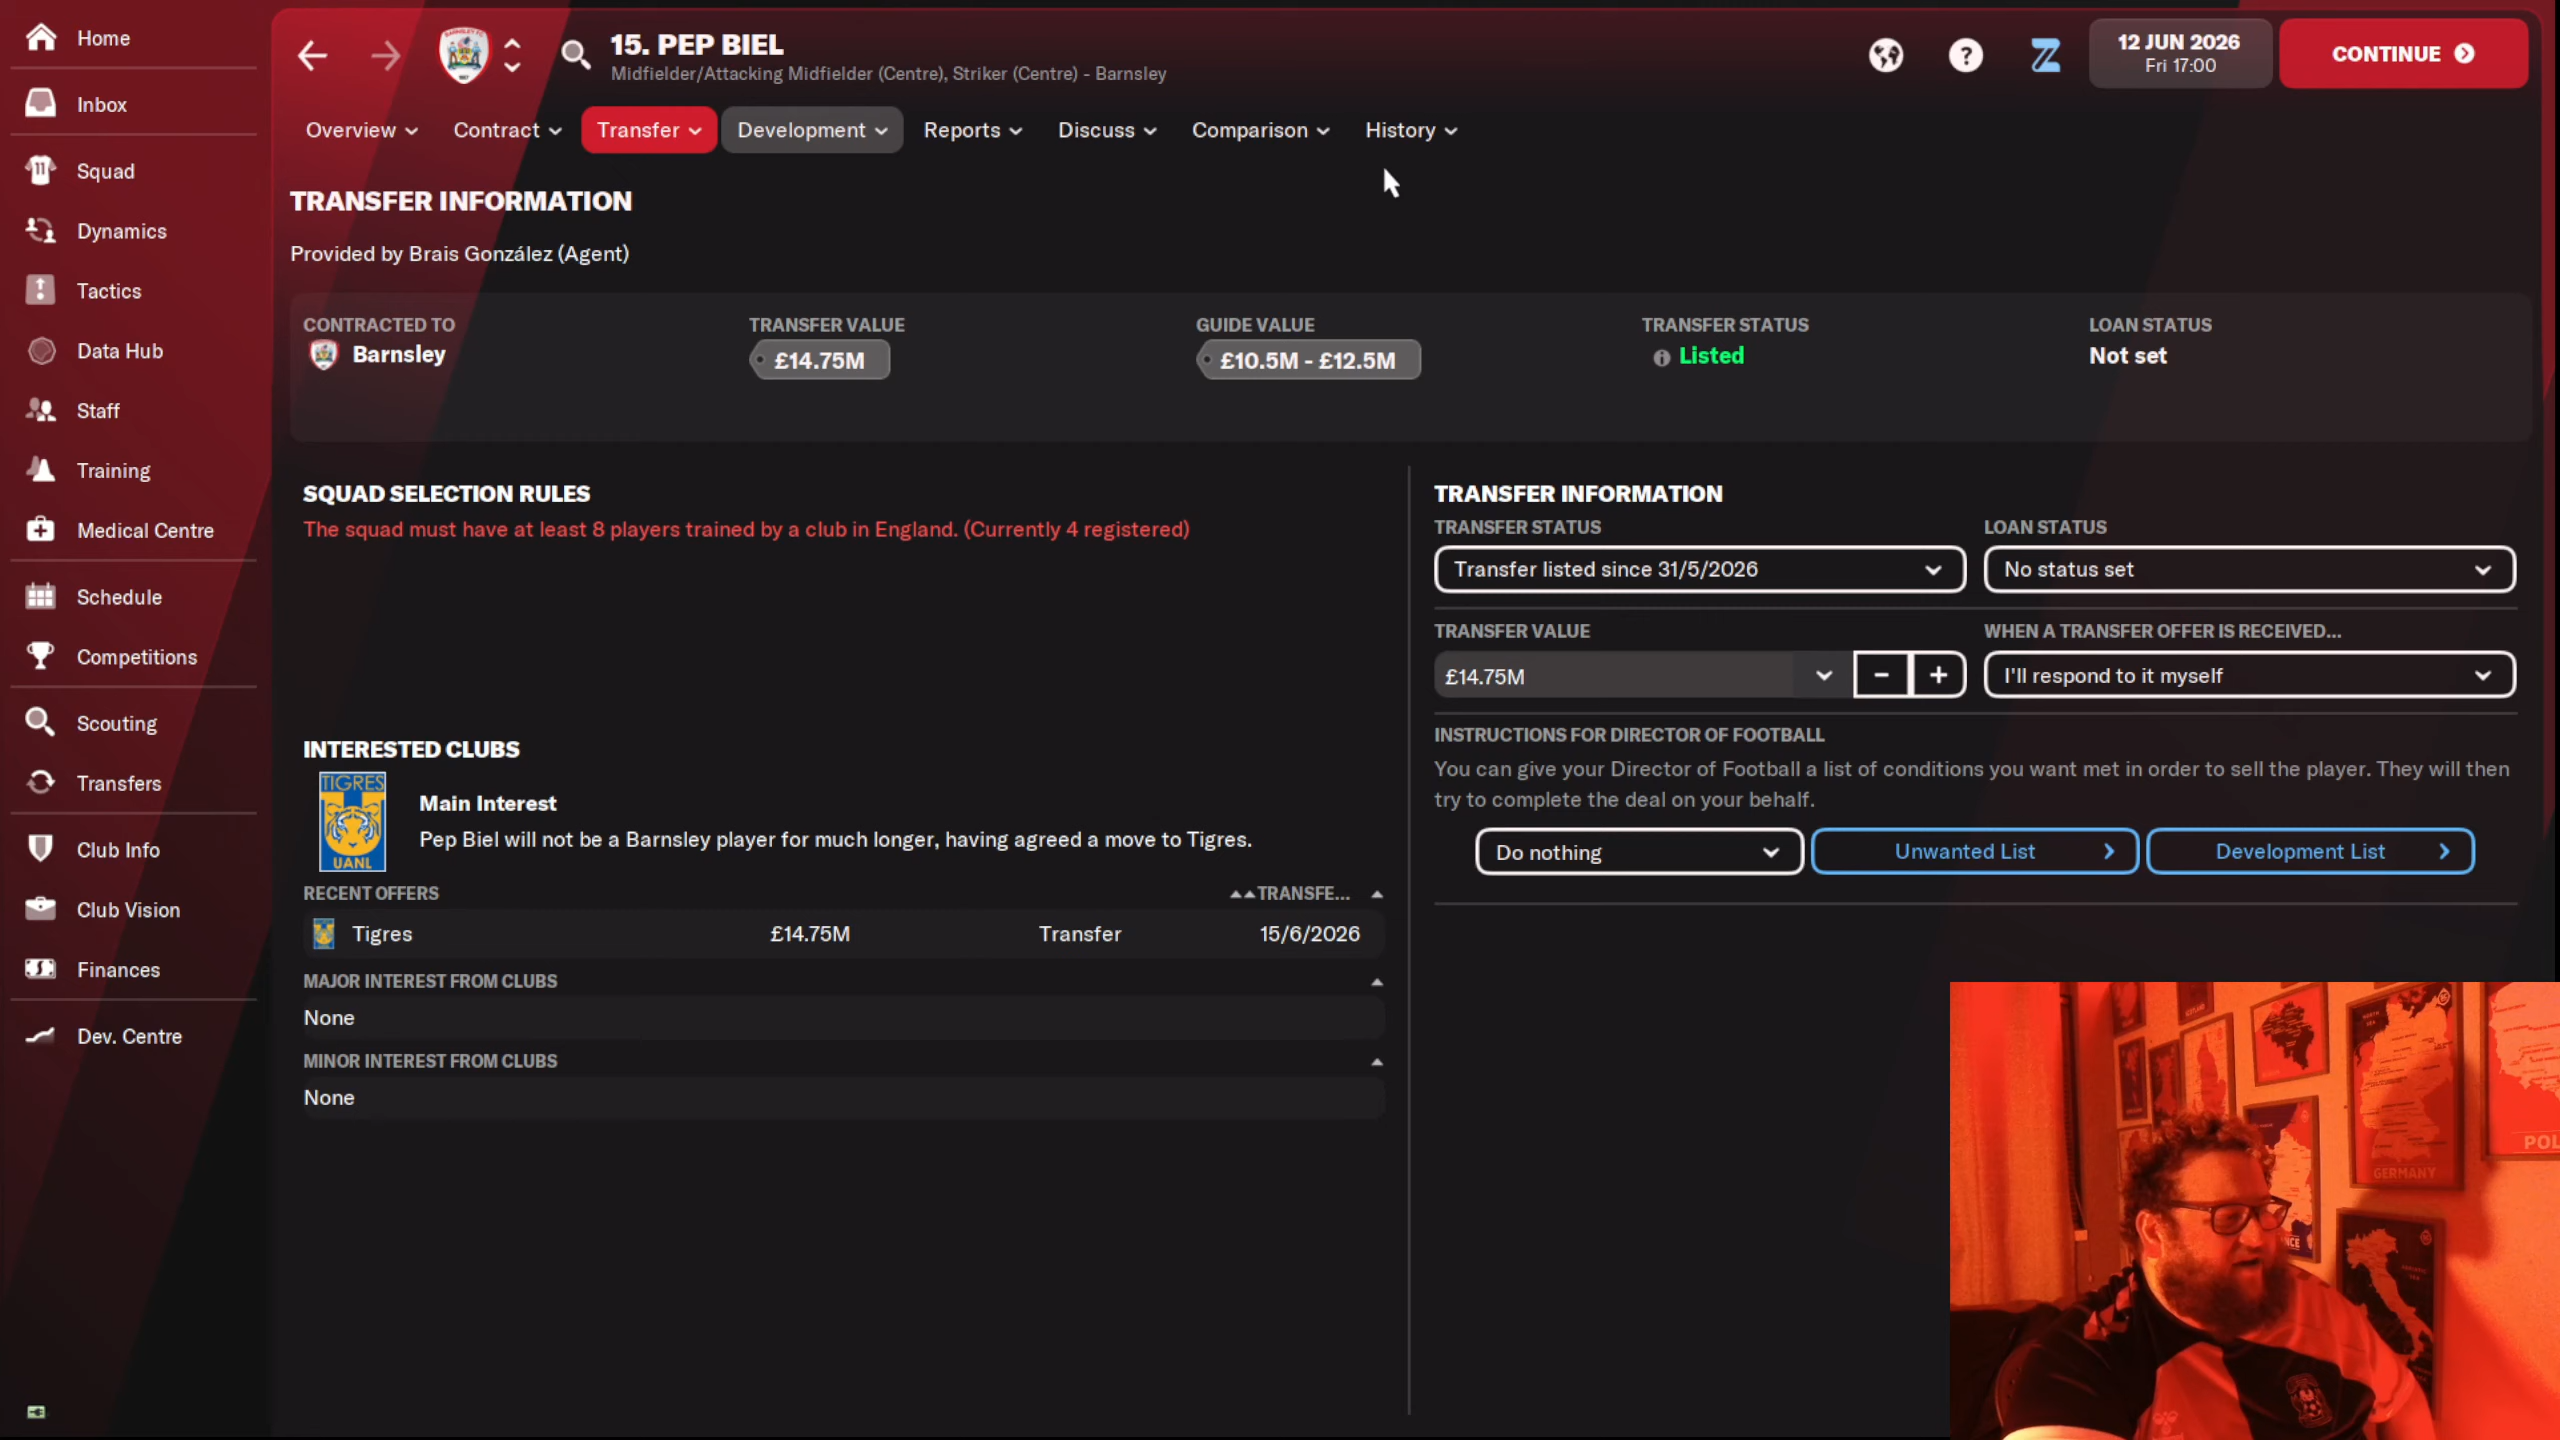 Home
Inbox
Squad
Dynamics
Tactics
Data Hub
Staff
Training
Medical Centre
Schedule
Competitions
Scouting
Transfers
Club Info
Club Vision
Finances
Dev. Centre
15. PEP BIEL
Midfielder/Attacking Midfielder (Centre), Striker (Centre) - Barnsley
12 JUN 2026
Fri 17:00
CONTINUE
Overview
Contract
Transfer
Development
Reports
Discuss
Comparison
History
TRANSFER INFORMATION
Provided by Brais González (Agent)
CONTRACTED TO
Barnsley
TRANSFER VALUE
£14.75M
GUIDE VALUE
£10.5M - £12.5M
TRANSFER STATUS
Listed
LOAN STATUS
Not set
SQUAD SELECTION RULES
The squad must have at least 8 players trained by a club in England. (Currently 4 registered)
INTERESTED CLUBS
TIGRES
UANL
Main Interest
Pep Biel will not be a Barnsley player for much longer, having agreed a move to Tigres.
RECENT OFFERS
TRANSFE...
Tigres £14.75M Transfer 15/6/2026
MAJOR INTEREST FROM CLUBS
None
MINOR INTEREST FROM CLUBS
None
TRANSFER INFORMATION
TRANSFER STATUS
Transfer listed since 31/5/2026
LOAN STATUS
No status set
TRANSFER VALUE
£14.75M
WHEN A TRANSFER OFFER IS RECEIVED...
I'll respond to it myself
INSTRUCTIONS FOR DIRECTOR OF FOOTBALL
You can give your Director of Football a list of conditions you want met in order to sell the player. They will then
try to complete the deal on your behalf.
Do nothing
Unwanted List
Development List
GERMANY
POL